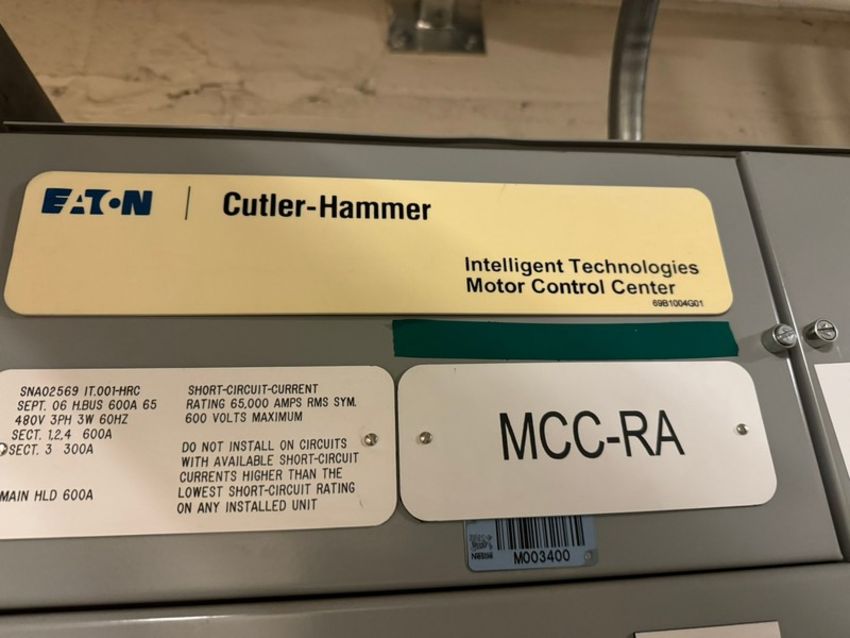 EATON | Cutler-Hammer
Intelligent Technologies
Motor Control Center
69B1004G01
SNA02569 IT.001-HRC
SEPT. 06 H.BUS 600A 65
480V 3PH 3W 60HZ
SECT. 1,2,4 600A
SECT. 3 300A
MAIN HLD 600A
SHORT-CIRCUIT-CURRENT
RATING 65,000 AMPS RMS SYM.
600 VOLTS MAXIMUM
DO NOT INSTALL ON CIRCUITS
WITH AVAILABLE SHORT-CIRCUIT
CURRENTS HIGHER THAN THE
LOWEST SHORT-CIRCUIT RATING
ON ANY INSTALLED UNIT
MCC-RA
M003400